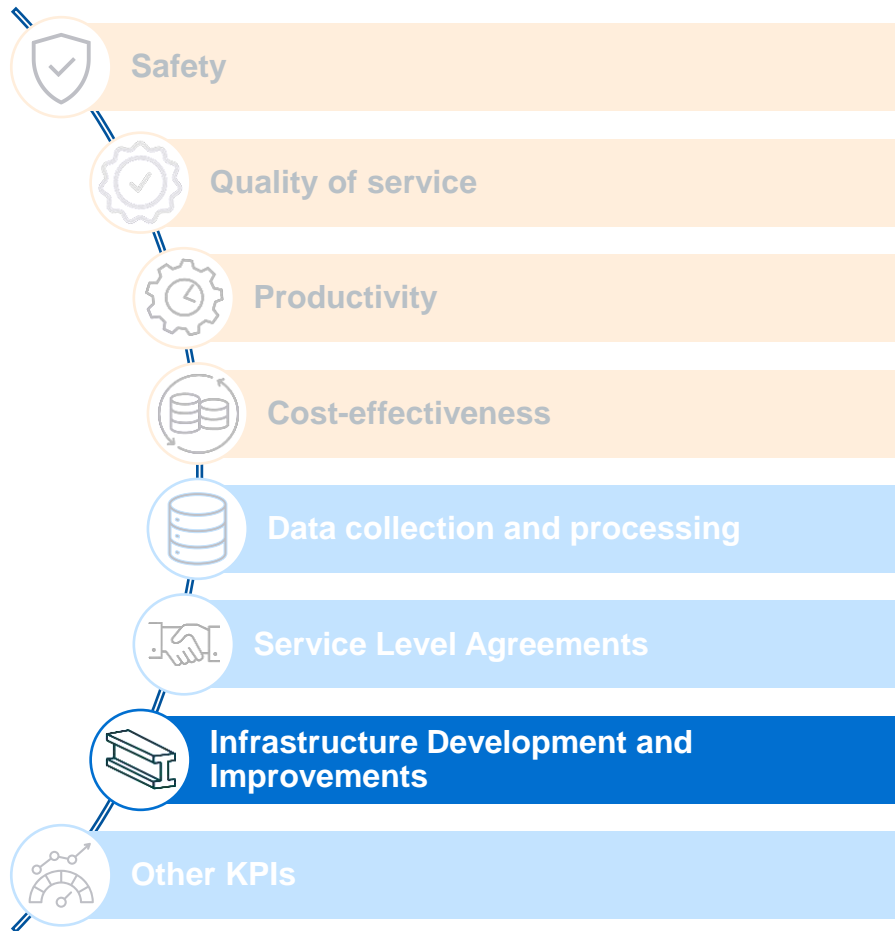 Safety
Quality of service
Productivity
Cost-effectiveness
Data collection and processing
Service Level Agreements
Infrastructure Development and
Improvements
Other KPIs